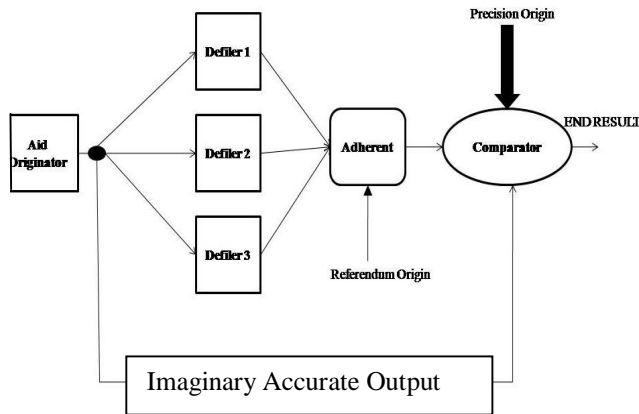 Precision Origin
Defiler 1
END RESULT
Aid
Originator
Defiler 2
Adherent
Comparator
Defiler 3
Referendum Origin
Imaginary Accurate Output